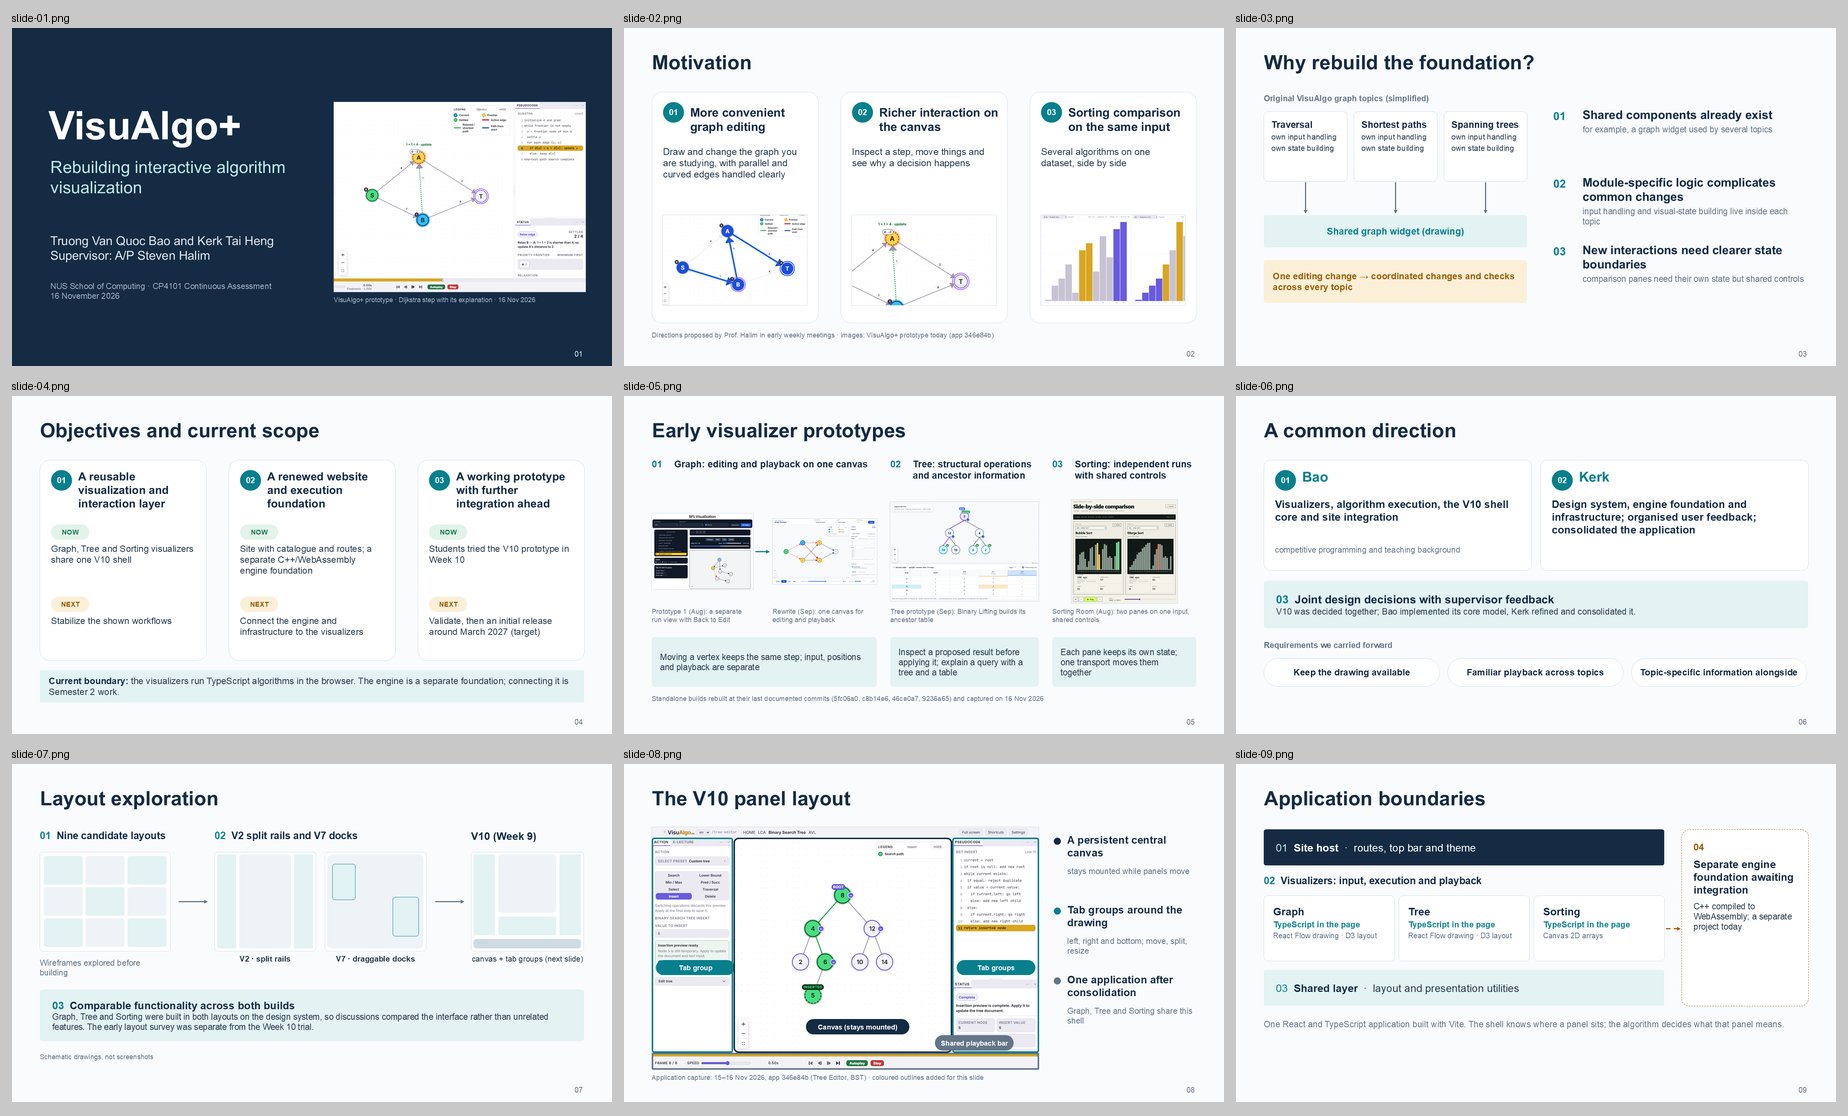 slide-01.png
VisuAlgo+
Rebuilding interactive algorithm
visualization
Truong Van Quoc Bao and Kerk Tai Heng
Supervisor: A/P Steven Halim
NUS School of Computing · CP4101 Continuous Assessment
16 November 2026
VisuAlgo+ prototype · Dijkstra step with its explanation · 16 Nov 2026
01
slide-02.png
Motivation
01
More convenient
graph editing
Draw and change the graph you
are studying, with parallel and
curved edges handled clearly
02
Richer interaction on
the canvas
Inspect a step, move things and
see why a decision happens
03
Sorting comparison
on the same input
Several algorithms on one
dataset, side by side
Directions proposed by Prof. Halim in early weekly meetings · images: VisuAlgo+ prototype today (app 346e84b)
02
slide-03.png
Why rebuild the foundation?
Original VisuAlgo graph topics (simplified)
Traversal
own input handling
own state building
Shortest paths
own input handling
own state building
Spanning trees
own input handling
own state building
Shared graph widget (drawing)
One editing change → coordinated changes and checks
across every topic
01
Shared components already exist
for example, a graph widget used by several topics
02
Module-specific logic complicates
common changes
input handling and visual-state building live inside each
topic
03
New interactions need clearer state
boundaries
comparison panes need their own state but shared controls
03
slide-04.png
Objectives and current scope
01
A reusable
visualization and
interaction layer
NOW
Graph, Tree and Sorting visualizers
share one V10 shell
NEXT
Stabilize the shown workflows
02
A renewed website
and execution
foundation
NOW
Site with catalogue and routes; a
separate C++/WebAssembly
engine foundation
NEXT
Connect the engine and
infrastructure to the visualizers
03
A working prototype
with further
integration ahead
NOW
Students tried the V10 prototype in
Week 10
NEXT
Validate, then an initial release
around March 2027 (target)
Current boundary: the visualizers run TypeScript algorithms in the browser. The engine is a separate foundation; connecting it is
Semester 2 work.
04
slide-05.png
Early visualizer prototypes
01 Graph: editing and playback on one canvas
02 Tree: structural operations
and ancestor information
03 Sorting: independent runs
with shared controls
Side-by-side comparison
Prototype 1 (Aug): a separate
run view with Back to Edit
Rewrite (Sep): one canvas for
editing and playback
Tree prototype (Sep): Binary Lifting builds its
ancestor table
Sorting Room (Aug): two panes on one input,
shared controls
Moving a vertex keeps the same step; input, positions
and playback are separate
Inspect a proposed result before
applying it; explain a query with a
tree and a table
Each pane keeps its own state;
one transport moves them
together
Standalone builds rebuilt at their last documented commits (5fc06a0, c8b14e6, 46ce0a7, 9236a65) and captured on 16 Nov 2026
05
slide-06.png
A common direction
01
Bao
Visualizers, algorithm execution, the V10 shell
core and site integration
competitive programming and teaching background
02
Kerk
Design system, engine foundation and
infrastructure; organised user feedback;
consolidated the application
03 Joint design decisions with supervisor feedback
V10 was decided together; Bao implemented its core model, Kerk refined and consolidated it.
Requirements we carried forward
Keep the drawing available
Familiar playback across topics
Topic-specific information alongside
06
slide-07.png
Layout exploration
01 Nine candidate layouts
02 V2 split rails and V7 docks
V10 (Week 9)
Wireframes explored before
building
V2 · split rails
V7 · draggable docks
canvas + tab groups (next slide)
03 Comparable functionality across both builds
Graph, Tree and Sorting were built in both layouts on the design system, so discussions compared the interface rather than unrelated
features. The early layout survey was separate from the Week 10 trial.
Schematic drawings, not screenshots
07
slide-08.png
The V10 panel layout
HOME LCA Binary Search Tree AVL
Full screen
Shortcuts
Settings
Tab group
Canvas (stays mounted)
Tab groups
Shared playback bar
A persistent central
canvas
stays mounted while panels move
Tab groups around the
drawing
left, right and bottom; move, split,
resize
One application after
consolidation
Graph, Tree and Sorting share this
shell
Application capture: 15–16 Nov 2026, app 346e84b (Tree Editor, BST) · coloured outlines added for this slide
08
slide-09.png
Application boundaries
01 Site host · routes, top bar and theme
02 Visualizers: input, execution and playback
Graph
TypeScript in the page
React Flow drawing · D3 layout
Tree
TypeScript in the page
React Flow drawing · D3 layout
Sorting
TypeScript in the page
Canvas 2D arrays
03 Shared layer · layout and presentation utilities
04
Separate engine
foundation awaiting
integration
C++ compiled to
WebAssembly; a separate
project today
One React and TypeScript application built with Vite. The shell knows where a panel sits; the algorithm decides what that panel means.
09